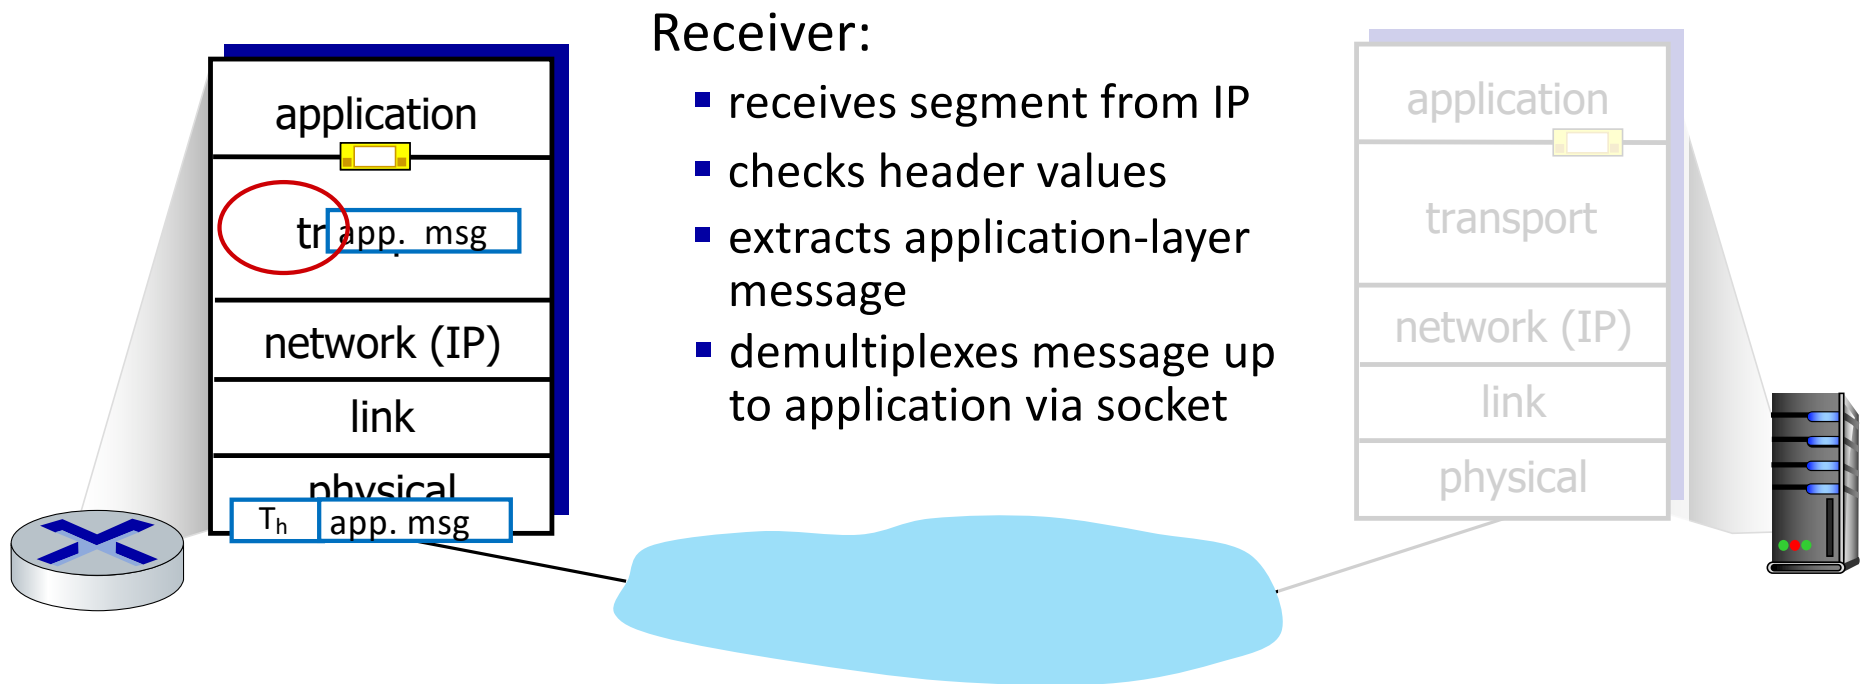 Receiver:
receives segment from IP
checks header values
extracts application-layer
message
demultiplexes message up
to application via socket
application
tr
app. msg
network (IP)
link
physical
Th
app. msg
application
transport
network (IP)
link
physical